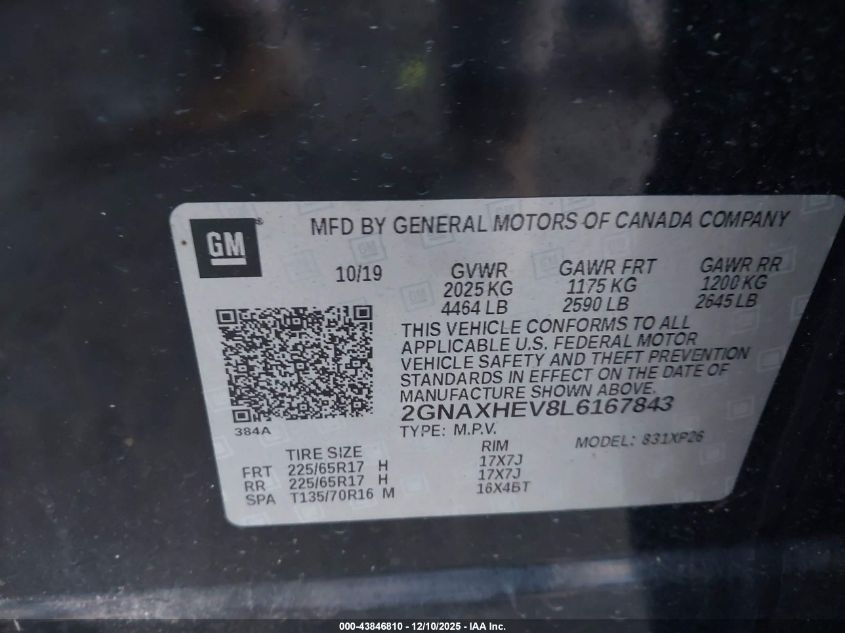 GM ®
MFD BY GENERAL MOTORS OF CANADA COMPANY
10/19 GVWR GAWR FRT GAWR RR
2025 KG 1175 KG 1200 KG
4464 LB 2590 LB 2645 LB
THIS VEHICLE CONFORMS TO ALL
APPLICABLE U.S. FEDERAL MOTOR
VEHICLE SAFETY AND THEFT PREVENTION
STANDARDS IN EFFECT ON THE DATE OF
MANUFACTURE SHOWN ABOVE.
2GNAXHEV8L6167843
384A
TYPE: M.P.V. MODEL: 831XP26
TIRE SIZE RIM
FRT 225/65R17 H 17X7J
RR 225/65R17 H 17X7J
SPA T135/70R16 M 16X4BT
000-43846810 - 12/10/2025 - IAA Inc.